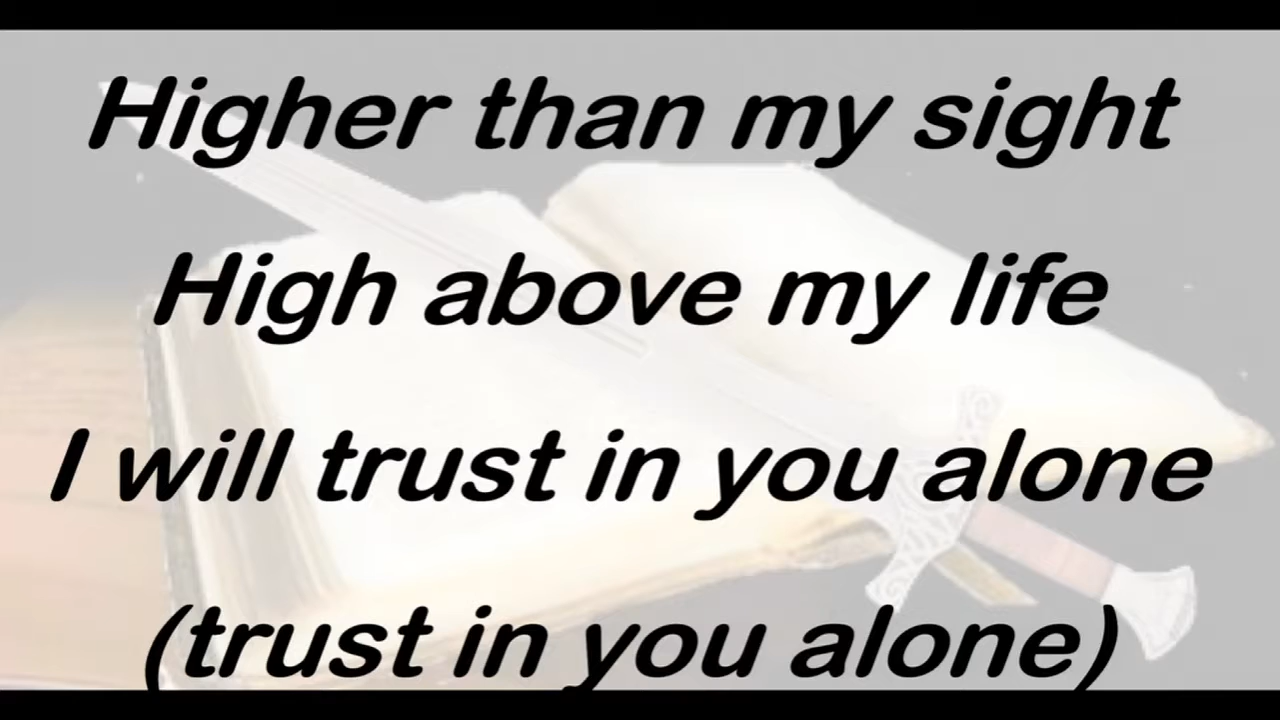 Higher than my sight
High above my life
I will trust in you alone
(trust in you alone)